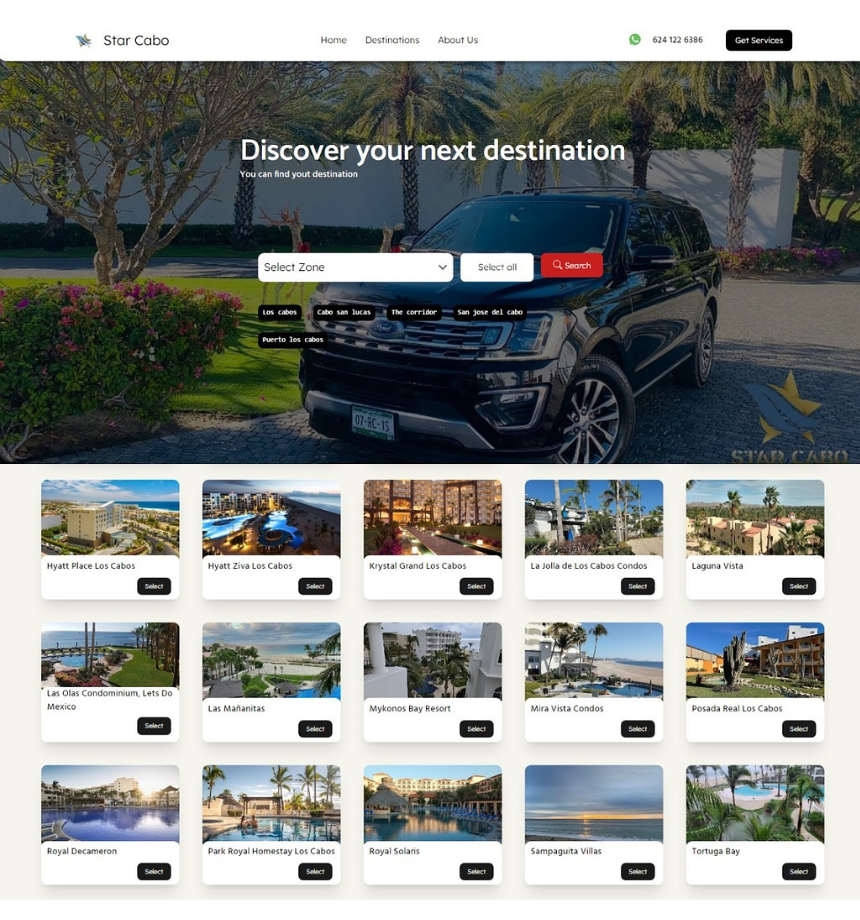 Star Cabo
Home
Destinations
About Us
624 122 6386
Get Services
Discover your next destination
You can find yout destination
Select Zone
Select all
Search
Los cabos
Cabo san lucas
The corridor
San jose del cabo
Puerto los cabos
07-RC-1S
STAR CABO
Hyatt Place Los Cabos
Select
Hyatt Ziva Los Cabos
Select
Krystal Grand Los Cabos
Select
La Jolla de Los Cabos Condos
Select
Laguna Vista
Select
Las Olas Condominium, Lets Do
Mexico
Select
Las Mañanitas
Select
Mykonos Bay Resort
Select
Mira Vista Condos
Select
Posada Real Los Cabos
Select
Royal Decameron
Select
Park Royal Homestay Los Cabos
Select
Royal Solaris
Select
Sampaguita Villas
Select
Tortuga Bay
Select